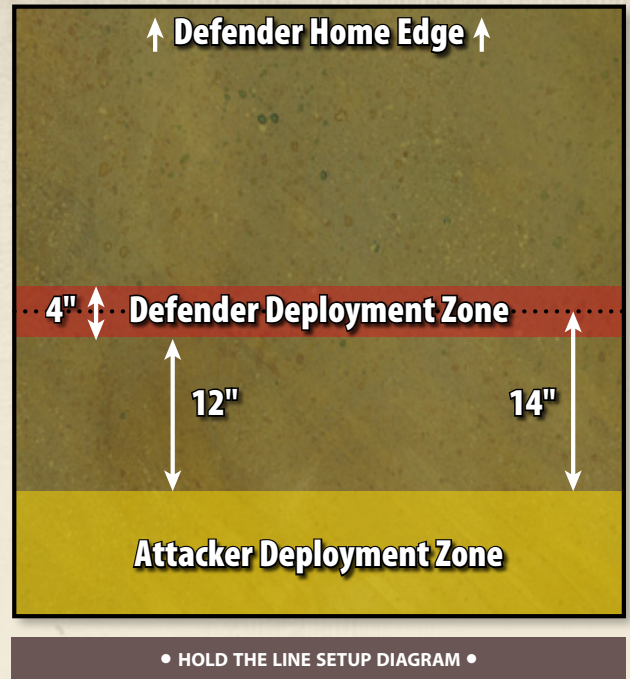 Defender Home Edge
4" Defender Deployment Zone
12" 14"
Attacker Deployment Zone
• HOLD THE LINE SETUP DIAGRAM •